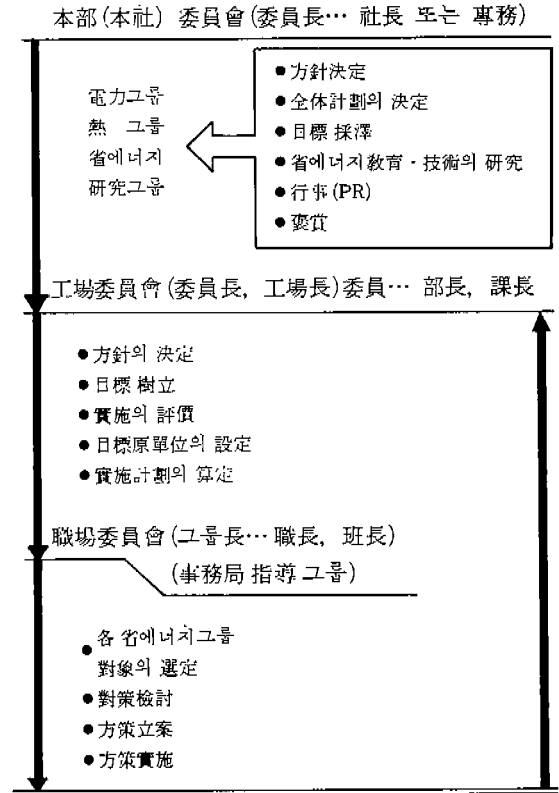 本部(本社) 委員會(委員長… 社長 또는 專務)
電力그룹
熱 그룹
省에너지
研究그룹
● 方針決定
● 全体計劃의 決定
● 目標 採澤
● 省에너지敎育・技術의 研究
● 行事(PR)
● 褒賞
工場委員會(委員長, 工場長)委員… 部長, 課長
● 方針의 決定
● 目標 樹立
● 實施의 評價
● 目標原單位의 設定
● 實施計劃의 算定
職場委員會(그룹長… 職長, 班長)
(事務局 指導 그룹)
● 各 省에너지그룹
對象의 選定
● 對策檢討
● 方策立案
● 方策實施